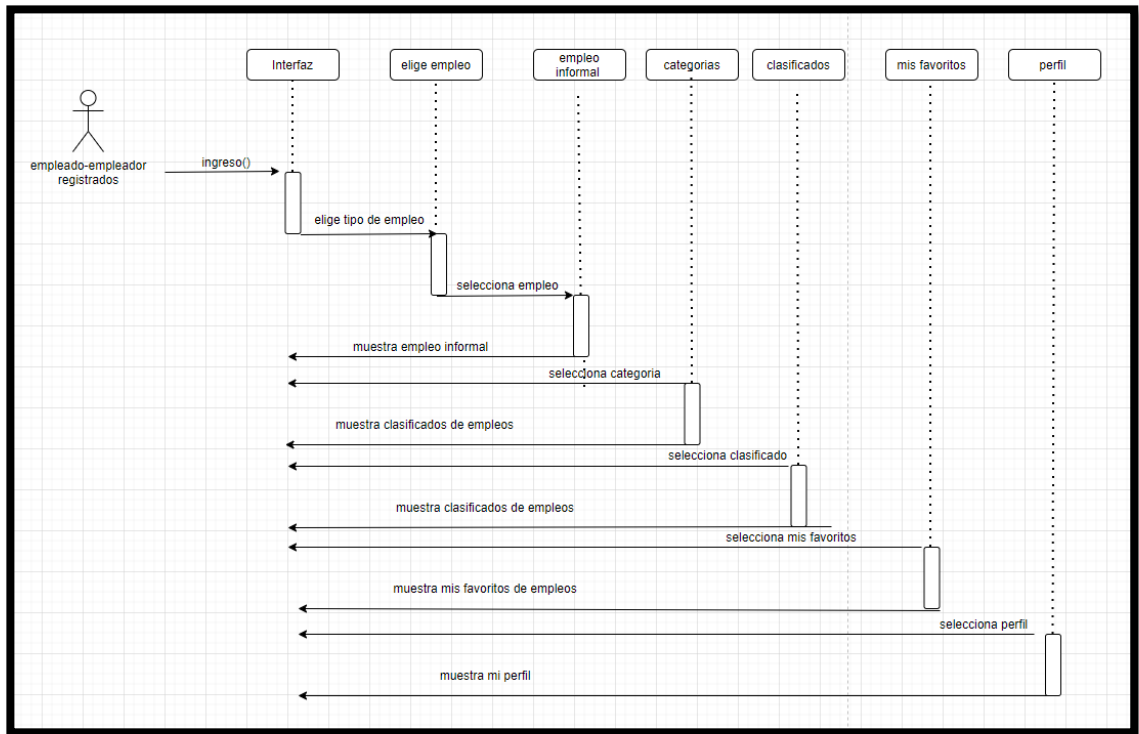 Interfaz
elige empleo
empleo
informal
categorias
clasificados
mis favoritos
perfil
empleado-empleador
registrados
ingreso()
elige tipo de empleo
selecciona empleo
muestra empleo informal
selecciona categoria
muestra clasificados de empleos
selecciona clasificado
muestra clasificados de empleos
selecciona mis favoritos
muestra mis favoritos de empleos
selecciona perfil
muestra mi perfil